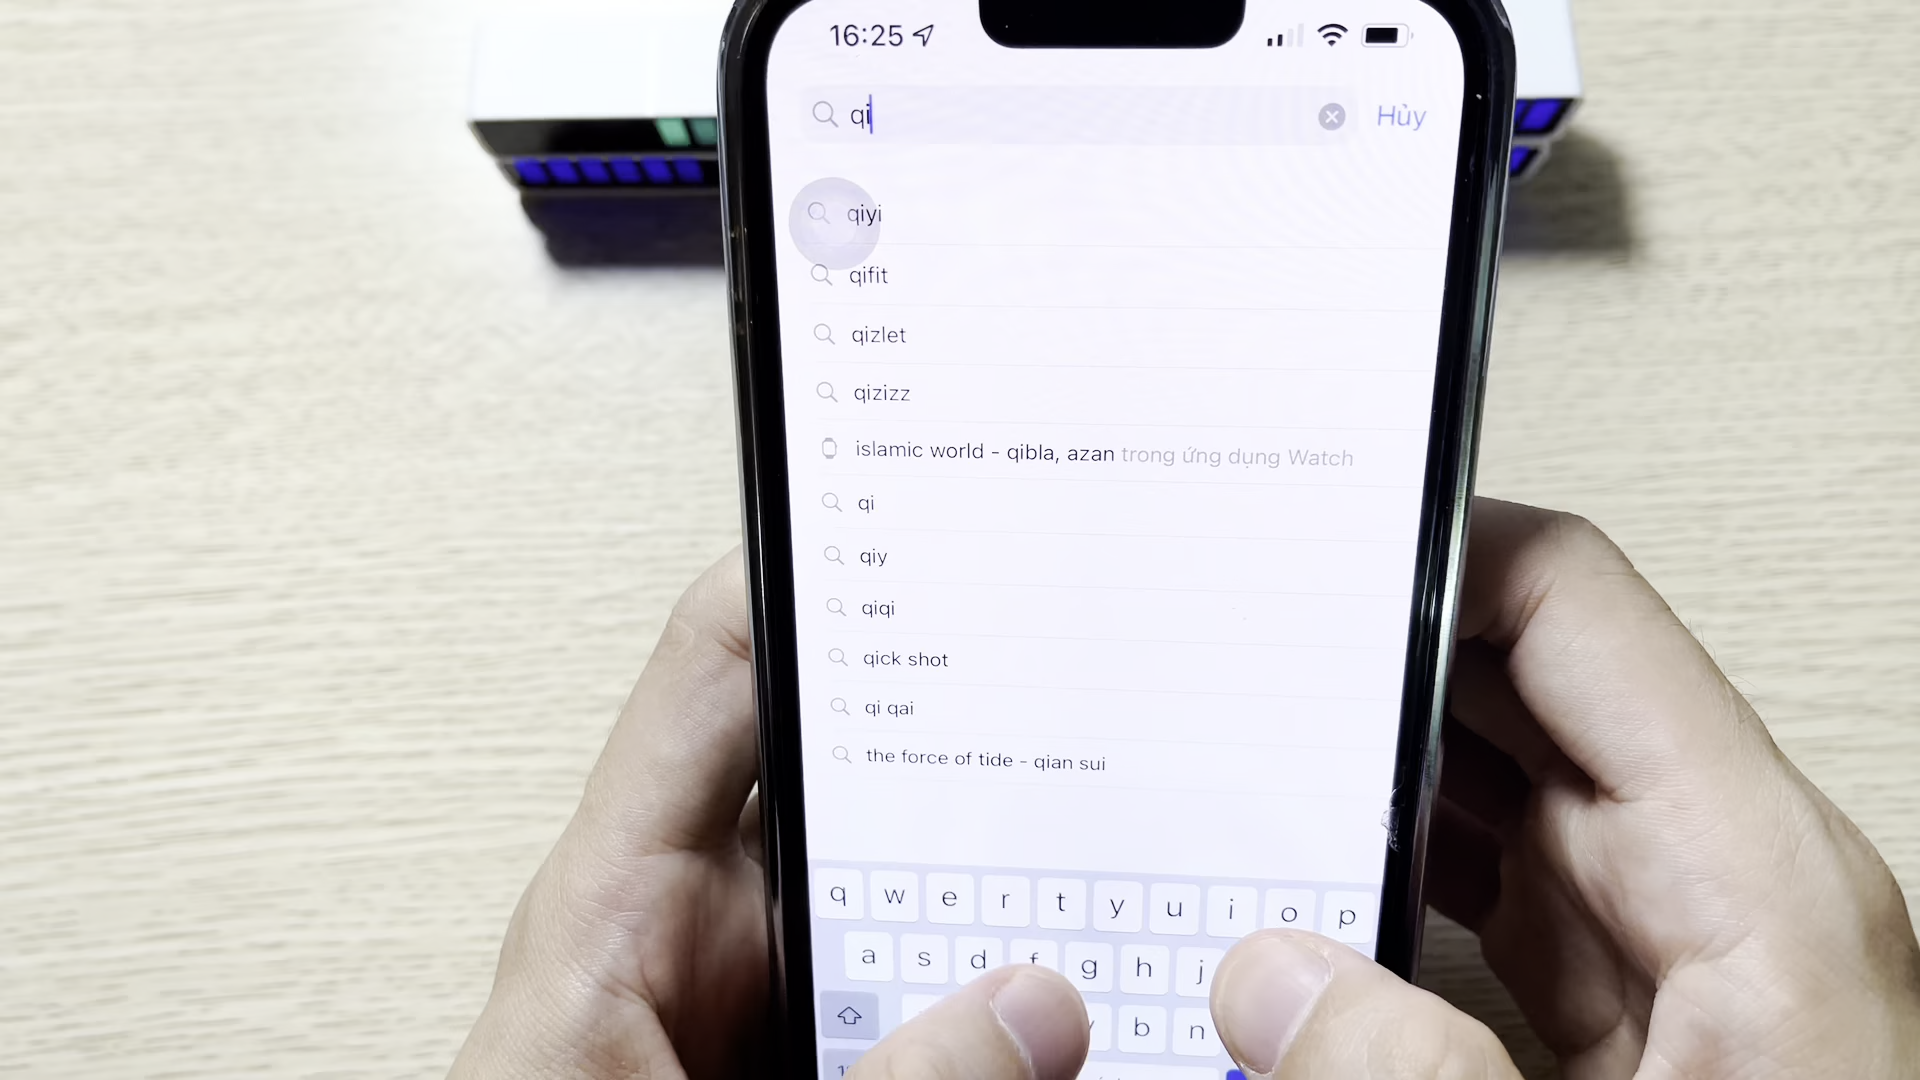 16:25
qi
Hủy
qiyi
qifit
qizlet
qizizz
islamic world - qibla, azan trong ứng dụng Watch
qi
qiy
qiqi
qick shot
qi qai
the force of tide - qian sui
q w e r t y u i o p
a s d f g h j
b n